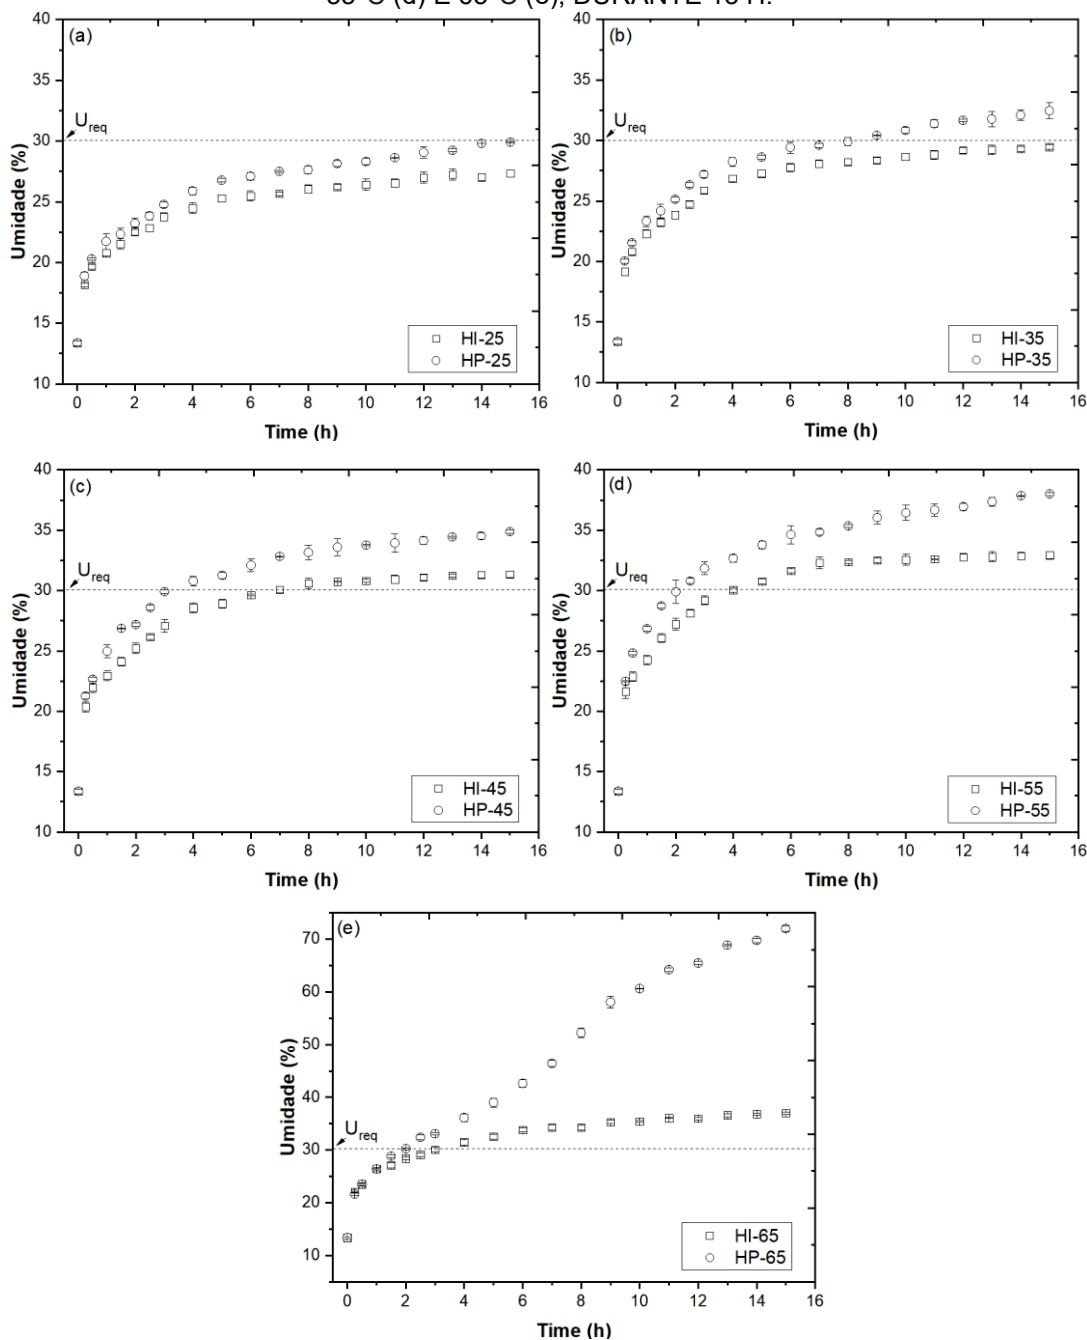 (a)
40
35
30
25
20
15
10
Umidade (%)
U_req
HI-25
HP-25
0 2 4 6 8 10 12 14 16
Time (h)
(b)
40
35
30
25
20
15
10
Umidade (%)
U_req
HI-35
HP-35
0 2 4 6 8 10 12 14 16
Time (h)
(c)
40
35
30
25
20
15
10
Umidade (%)
U_req
HI-45
HP-45
0 2 4 6 8 10 12 14 16
Time (h)
(d)
40
35
30
25
20
15
10
Umidade (%)
U_req
HI-55
HP-55
0 2 4 6 8 10 12 14 16
Time (h)
(e)
70
60
50
40
30
20
10
Umidade (%)
U_req
HI-65
HP-65
0 2 4 6 8 10 12 14 16
Time (h)